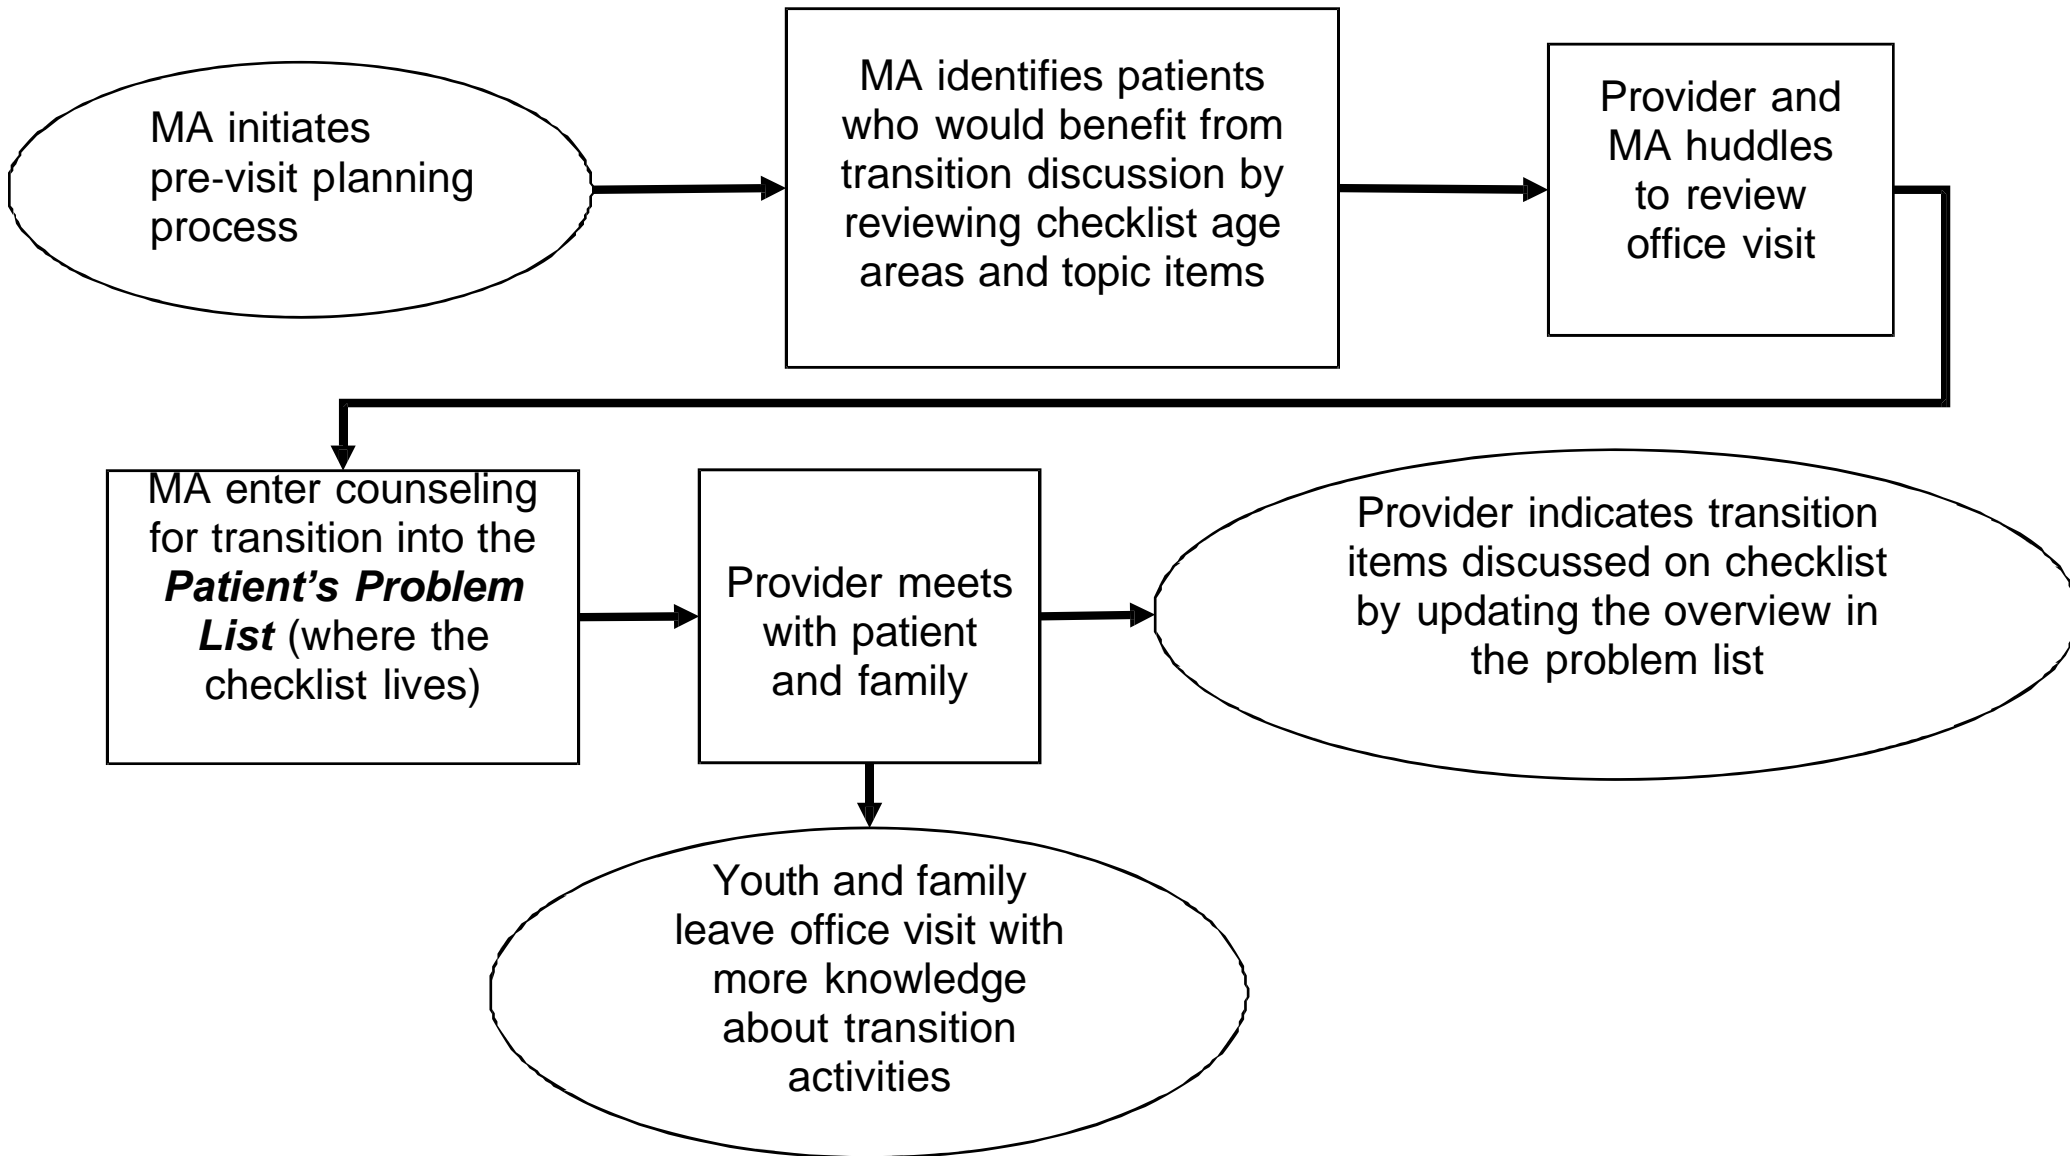 MA initiates
pre-visit planning
process
MA identifies patients
who would benefit from
transition discussion by
reviewing checklist age
areas and topic items
Provider and
MA huddles
to review
office visit
MA enter counseling
for transition into the
Patient’s Problem
List (where the
checklist lives)
Provider meets
with patient
and family
Provider indicates transition
items discussed on checklist
by updating the overview in
the problem list
Youth and family
leave office visit with
more knowledge
about transition
activities